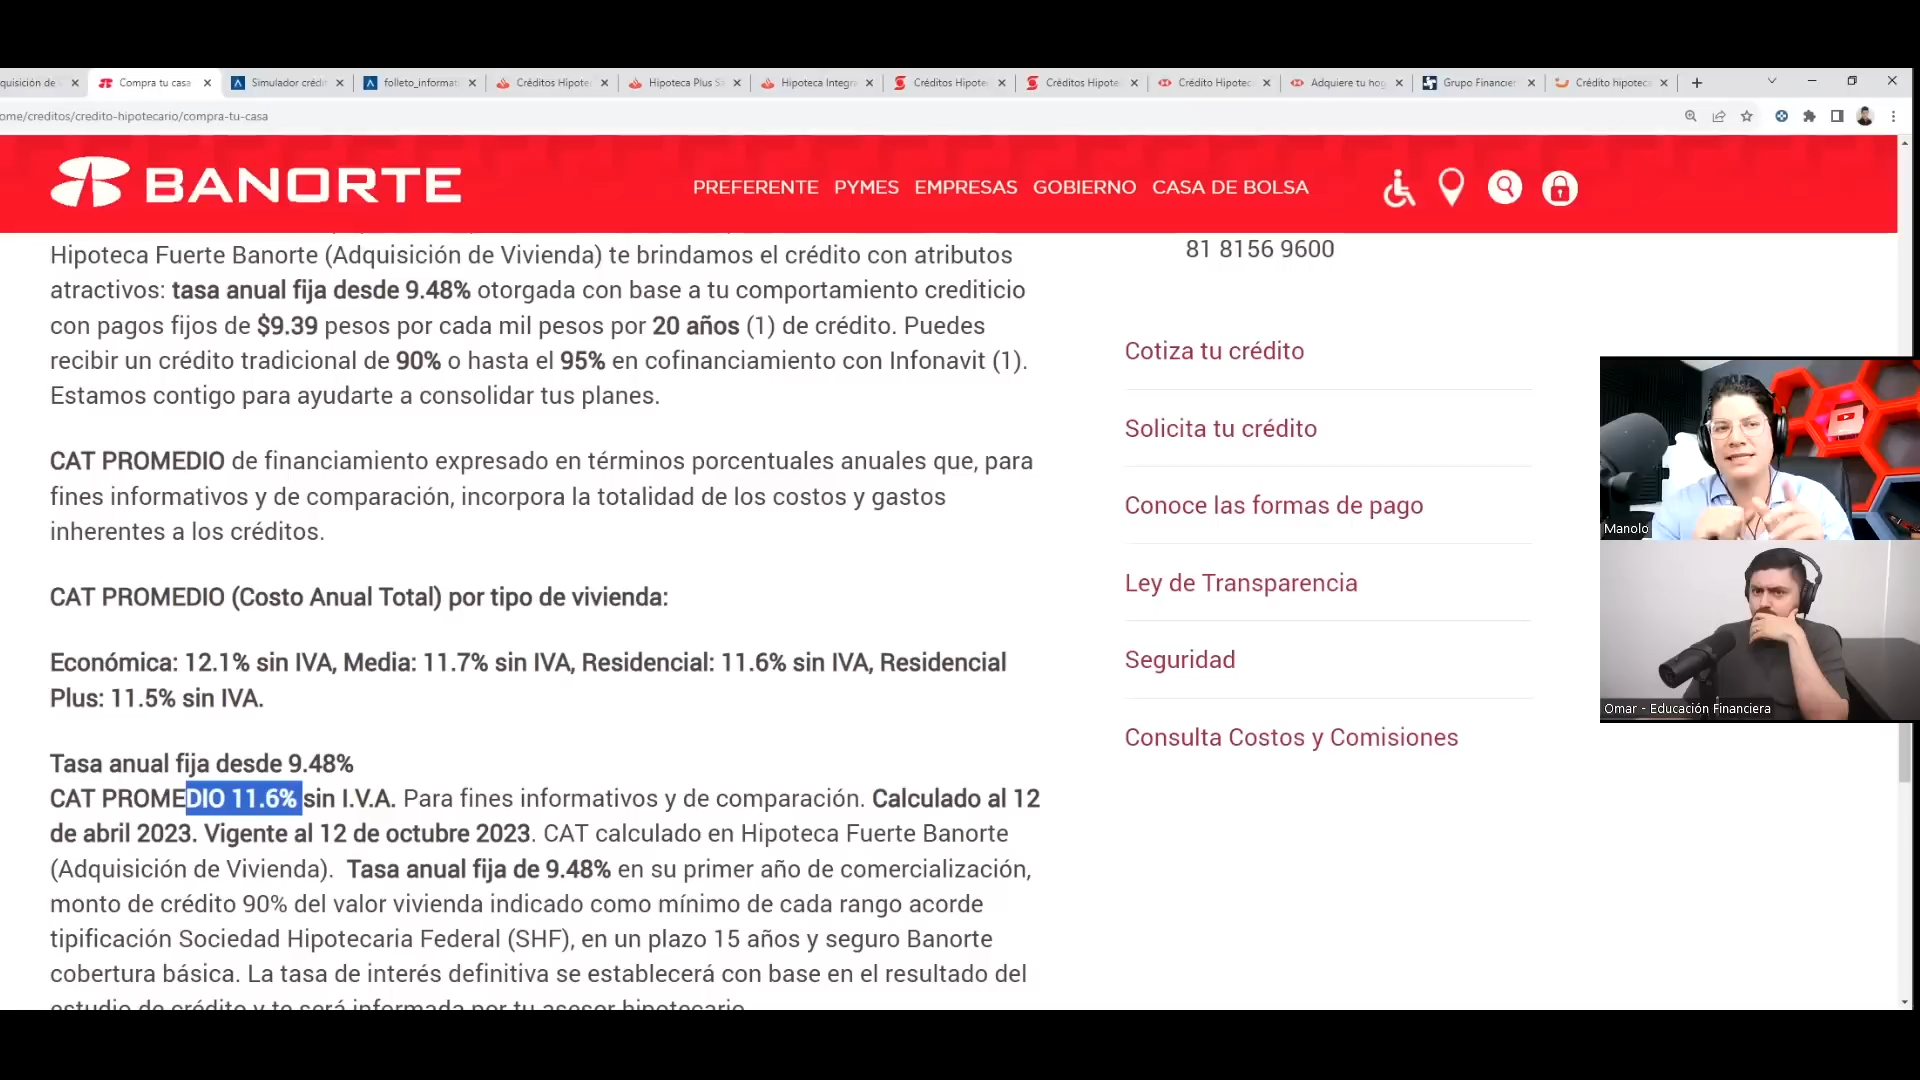 quisición de
Compra tu casa
Simulador crédi
folleto_informat
Créditos Hipote
Hipoteca Plus S
Hipoteca Integr
Créditos Hipote
Créditos Hipote
Crédito Hipotec
Adquiere tu hog
Grupo Financier
Crédito hipotec
ome/creditos/credito-hipotecario/compra-tu-casa
BANORTE
PREFERENTE PYMES EMPRESAS GOBIERNO CASA DE BOLSA
Hipoteca Fuerte Banorte (Adquisición de Vivienda) te brindamos el crédito con atributos
atractivos: tasa anual fija desde 9.48% otorgada con base a tu comportamiento crediticio
con pagos fijos de $9.39 pesos por cada mil pesos por 20 años (1) de crédito. Puedes
recibir un crédito tradicional de 90% o hasta el 95% en cofinanciamiento con Infonavit (1).
Estamos contigo para ayudarte a consolidar tus planes.
CAT PROMEDIO de financiamiento expresado en términos porcentuales anuales que, para
fines informativos y de comparación, incorpora la totalidad de los costos y gastos
inherentes a los créditos.
CAT PROMEDIO (Costo Anual Total) por tipo de vivienda:
Económica: 12.1% sin IVA, Media: 11.7% sin IVA, Residencial: 11.6% sin IVA, Residencial
Plus: 11.5% sin IVA.
Tasa anual fija desde 9.48%
CAT PROMEDIO 11.6% sin I.V.A. Para fines informativos y de comparación. Calculado al 12
de abril 2023. Vigente al 12 de octubre 2023. CAT calculado en Hipoteca Fuerte Banorte
(Adquisición de Vivienda). Tasa anual fija de 9.48% en su primer año de comercialización,
monto de crédito 90% del valor vivienda indicado como mínimo de cada rango acorde
tipificación Sociedad Hipotecaria Federal (SHF), en un plazo 15 años y seguro Banorte
cobertura básica. La tasa de interés definitiva se establecerá con base en el resultado del
estudio de crédito y te será informada por tu asesor hipotecario
81 8156 9600
Cotiza tu crédito
Solicita tu crédito
Conoce las formas de pago
Ley de Transparencia
Seguridad
Consulta Costos y Comisiones
Manolo
Omar - Educación Financiera